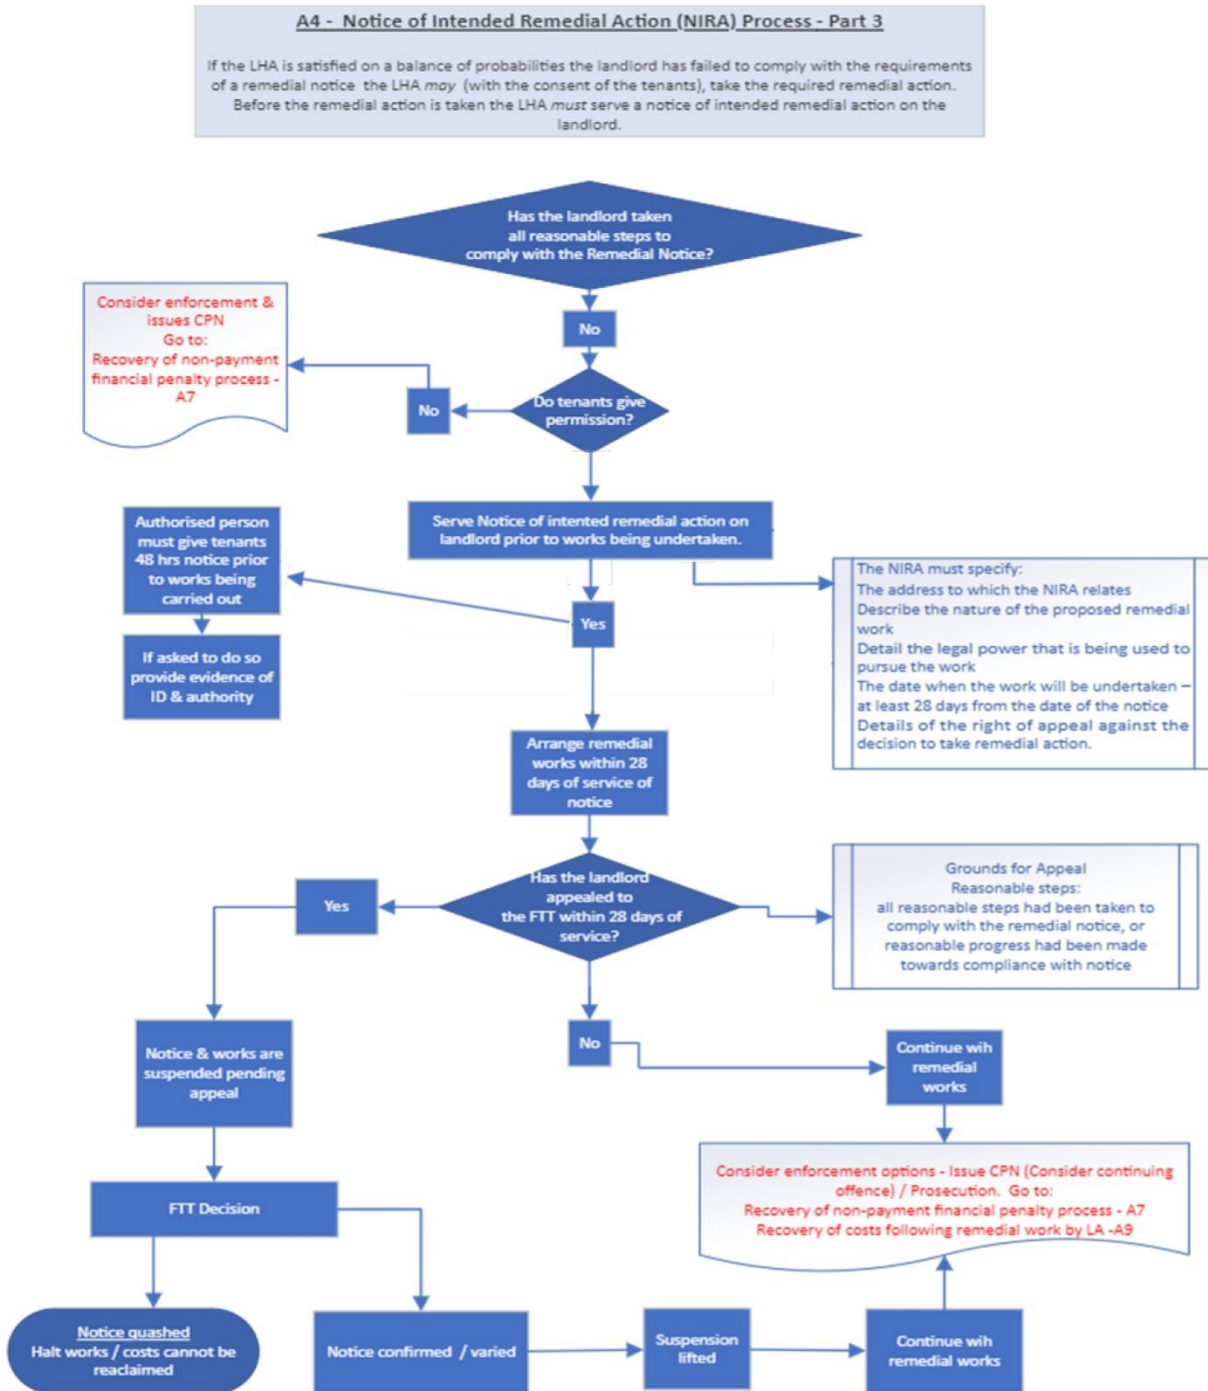 A4 - Notice of Intended Remedial Action (NIRA) Process - Part 3
If the LHA is satisfied on a balance of probabilities the landlord has failed to comply with the requirements
of a remedial notice the LHA may (with the consent of the tenants), take the required remedial action.
Before the remedial action is taken the LHA must serve a notice of intended remedial action on the
landlord.
Has the landlord taken
all reasonable steps to
comply with the Remedial Notice?
No
Consider enforcement &
issues CPN
Go to:
Recovery of non-payment
financial penalty process -
A7
No
Do tenants give
permission?
Serve Notice of intented remedial action on
landlord prior to works being undertaken.
Authorised person
must give tenants
48 hrs notice prior
to works being
carried out
If asked to do so
provide evidence of
ID & authority
Yes
The NIRA must specify:
The address to which the NIRA relates
Describe the nature of the proposed remedial
work
Detail the legal power that is being used to
pursue the work
The date when the work will be undertaken –
at least 28 days from the date of the notice
Details of the right of appeal against the
decision to take remedial action.
Arrange remedial
works within 28
days of service of
notice
Has the landlord
appealed to
the FTT within 28 days of
service?
Yes
Grounds for Appeal
Reasonable steps:
all reasonable steps had been taken to
comply with the remedial notice, or
reasonable progress had been made
towards compliance with notice
No
Notice & works are
suspended pending
appeal
Continue wih
remedial
works
FTT Decision
Consider enforcement options - Issue CPN (Consider continuing
offence) / Prosecution. Go to:
Recovery of non-payment financial penalty process - A7
Recovery of costs following remedial work by LA -A9
Notice quashed
Halt works / costs cannot be
reaclaimed
Notice confirmed / varied
Suspension
lifted
Continue wih
remedial works